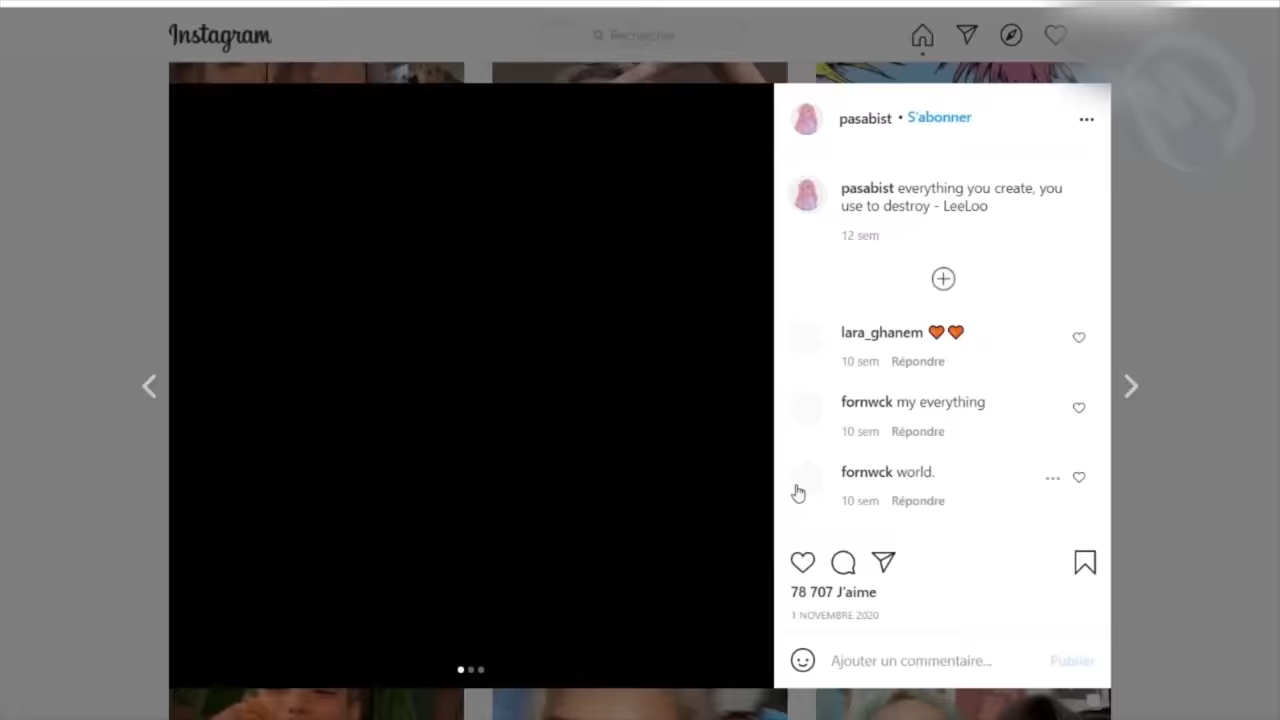 Instagram
Rechercher
pasabist • S'abonner
pasabist everything you create, you
use to destroy - LeeLoo
12 sem
lara_ghanem 🧡🧡
10 sem Répondre
fornwck my everything
10 sem Répondre
fornwck world.
10 sem Répondre
78 707 J'aime
1 NOVEMBRE 2020
Ajouter un commentaire... Publier